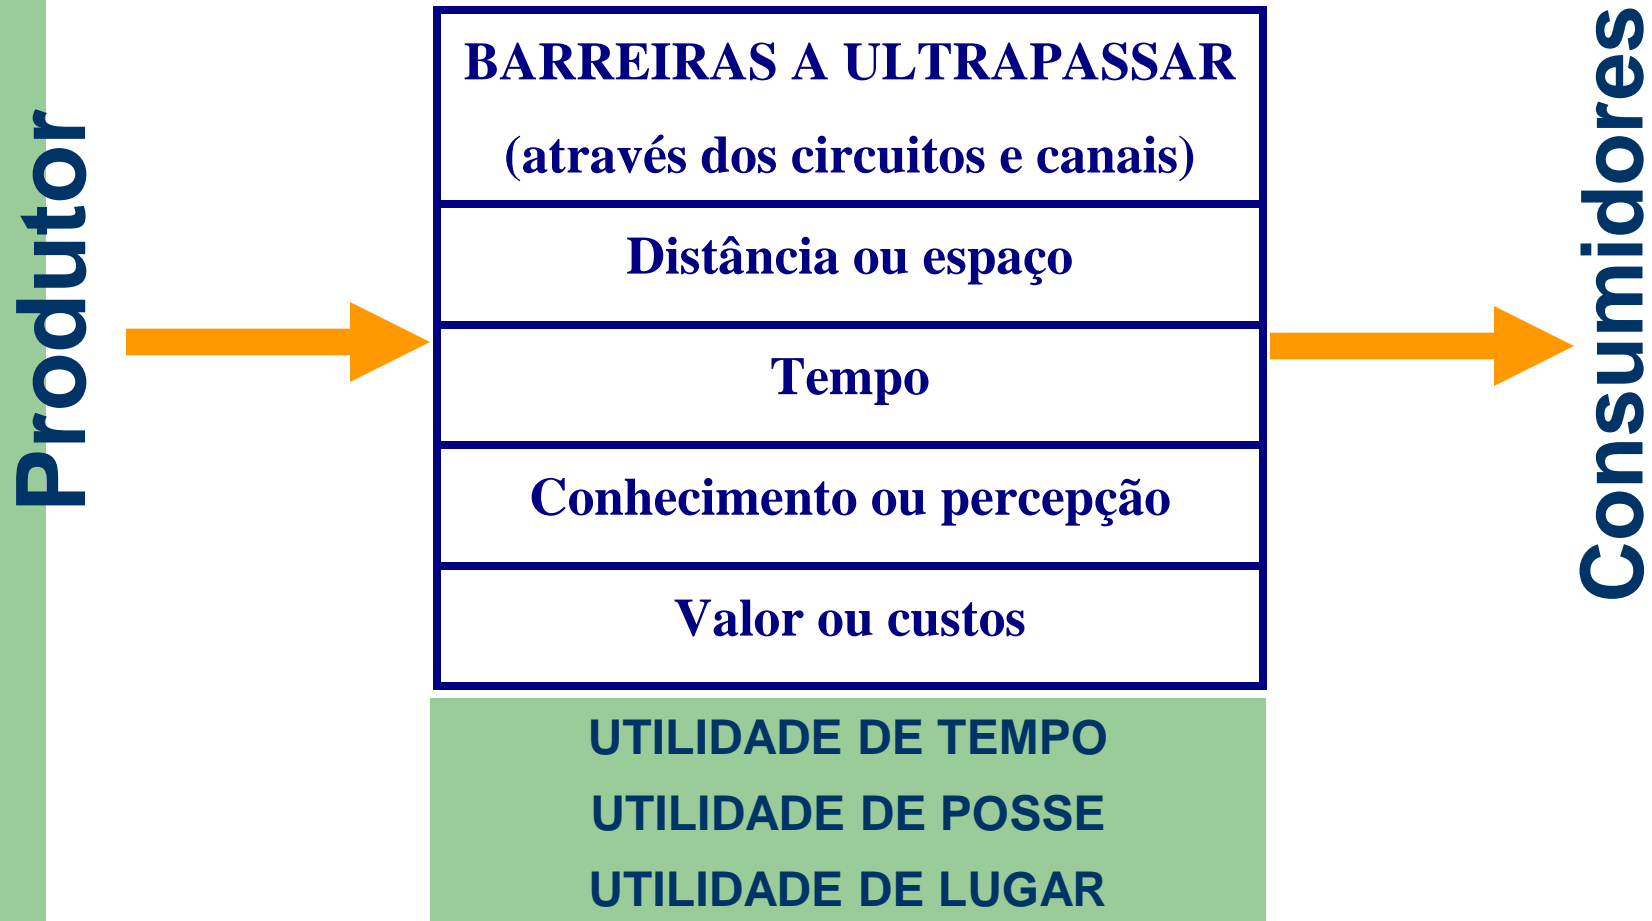 Produtor
BARREIRAS A ULTRAPASSAR
(através dos circuitos e canais)
Distância ou espaço
Tempo
Conhecimento ou percepção
Valor ou custos
UTILIDADE DE TEMPO
UTILIDADE DE POSSE
UTILIDADE DE LUGAR
Consumidores